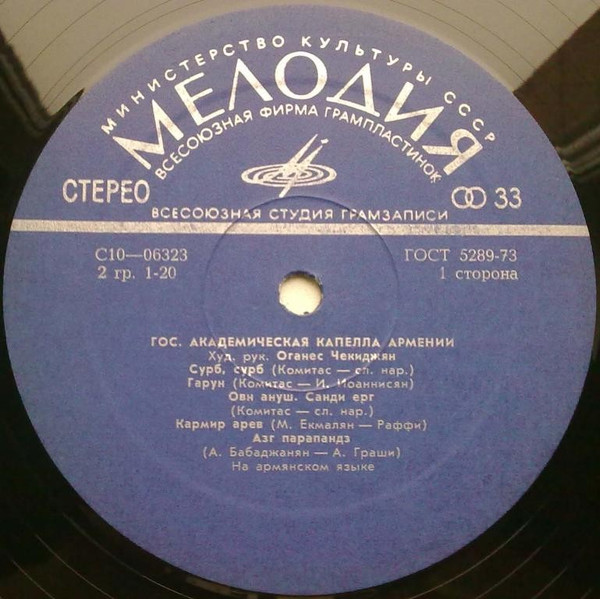 МИНИСТЕРСТВО КУЛЬТУРЫ СССР
МЕЛОДИЯ
ВСЕСОЮЗНАЯ ФИРМА ГРАМПЛАСТИНОК
СТЕРЕО
33
ВСЕСОЮЗНАЯ СТУДИЯ ГРАМЗАПИСИ
С10—06323
ГОСТ 5289-73
2 гр. 1-20
1 сторона
ГОС. АКАДЕМИЧЕСКАЯ КАПЕЛЛА АРМЕНИИ
Худ. рук. Оганес Чекиджян
Сурб, сурб (Комитас — сл. нар.)
Гарун (Комитас — И. Иоаннисян)
Овн ануш. Санди ерг
(Комитас — сл. нар.)
Кармир арев (М. Екмалян — Раффи)
Азг парапандз
(А. Бабаджанян — А. Граши)
На армянском языке